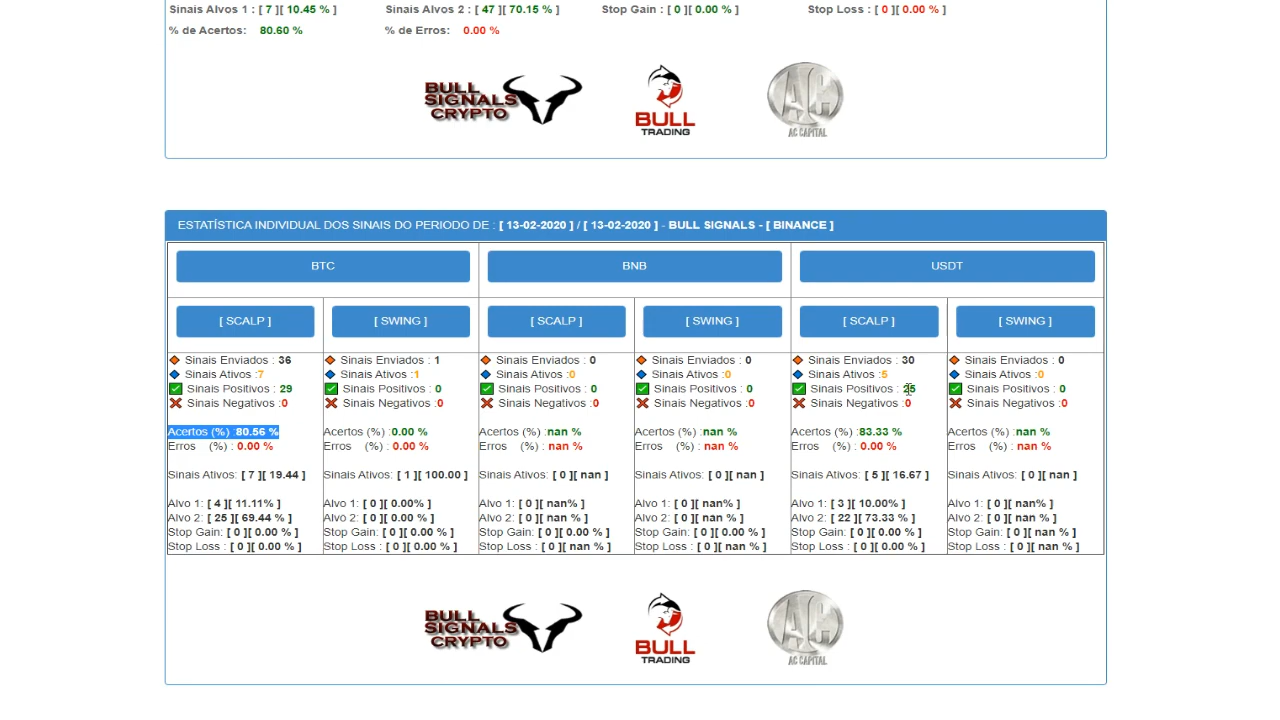 Sinais Alvos 1 : [ 7 ][ 10.45 % ] Sinais Alvos 2 : [ 47 ][ 70.15 % ] Stop Gain : [ 0 ][ 0.00 % ] Stop Loss : [ 0 ][ 0.00 % ]
% de Acertos: 80.60 % % de Erros: 0.00 %
BULL SIGNALS CRYPTO
BULL TRADING
AC CAPITAL
ESTATÍSTICA INDIVIDUAL DOS SINAIS DO PERIODO DE : [ 13-02-2020 ] / [ 13-02-2020 ] - BULL SIGNALS - [ BINANCE ]
BTC BNB USDT
[ SCALP ] [ SWING ] [ SCALP ] [ SWING ] [ SCALP ] [ SWING ]
Sinais Enviados : 36 Sinais Enviados : 1 Sinais Enviados : 0 Sinais Enviados : 0 Sinais Enviados : 30 Sinais Enviados : 0
Sinais Ativos :7 Sinais Ativos :1 Sinais Ativos :0 Sinais Ativos :0 Sinais Ativos :5 Sinais Ativos :0
Sinais Positivos : 29 Sinais Positivos : 0 Sinais Positivos : 0 Sinais Positivos : 0 Sinais Positivos : 25 Sinais Positivos : 0
Sinais Negativos :0 Sinais Negativos :0 Sinais Negativos :0 Sinais Negativos :0 Sinais Negativos :0 Sinais Negativos :0
Acertos (%) :80.56 % Acertos (%) :0.00 % Acertos (%) :nan % Acertos (%) :nan % Acertos (%) :83.33 % Acertos (%) :nan %
Erros (%) : 0.00 % Erros (%) : 0.00 % Erros (%) : nan % Erros (%) : nan % Erros (%) : 0.00 % Erros (%) : nan %
Sinais Ativos: [ 7 ][ 19.44 ] Sinais Ativos: [ 1 ][ 100.00 ] Sinais Ativos: [ 0 ][ nan ] Sinais Ativos: [ 0 ][ nan ] Sinais Ativos: [ 5 ][ 16.67 ] Sinais Ativos: [ 0 ][ nan ]
Alvo 1: [ 4 ][ 11.11% ] Alvo 1: [ 0 ][ 0.00% ] Alvo 1: [ 0 ][ nan% ] Alvo 1: [ 0 ][ nan% ] Alvo 1: [ 3 ][ 10.00% ] Alvo 1: [ 0 ][ nan% ]
Alvo 2: [ 25 ][ 69.44 % ] Alvo 2: [ 0 ][ 0.00 % ] Alvo 2: [ 0 ][ nan % ] Alvo 2: [ 0 ][ nan % ] Alvo 2: [ 22 ][ 73.33 % ] Alvo 2: [ 0 ][ nan % ]
Stop Gain: [ 0 ][ 0.00 % ] Stop Gain: [ 0 ][ 0.00 % ] Stop Gain: [ 0 ][ 0.00 % ] Stop Gain: [ 0 ][ 0.00 % ] Stop Gain: [ 0 ][ 0.00 % ] Stop Gain: [ 0 ][ nan % ]
Stop Loss : [ 0 ][ 0.00 % ] Stop Loss : [ 0 ][ 0.00 % ] Stop Loss : [ 0 ][ nan % ] Stop Loss : [ 0 ][ nan % ] Stop Loss : [ 0 ][ 0.00 % ] Stop Loss : [ 0 ][ nan % ]
BULL SIGNALS CRYPTO
BULL TRADING
AC CAPITAL